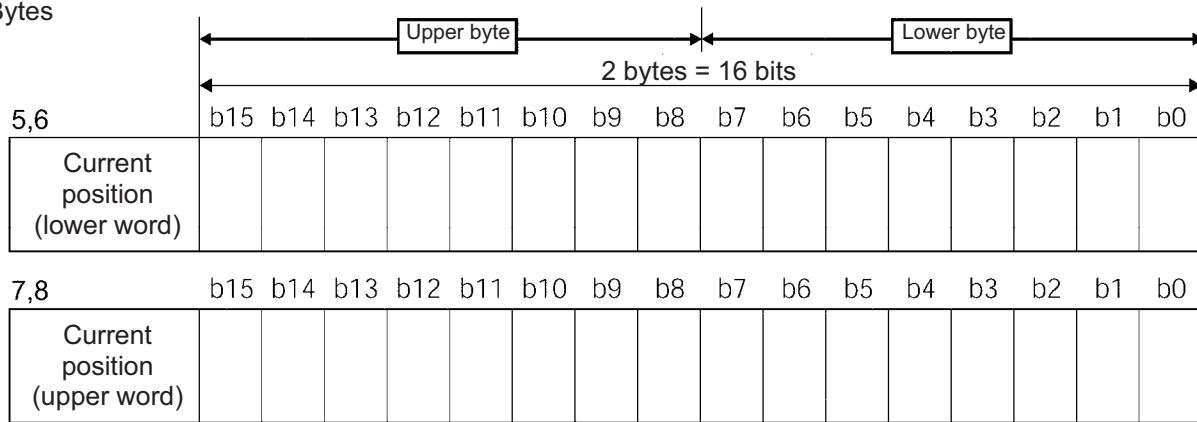 Bytes
Upper byte Lower byte
2 bytes = 16 bits
5,6 b15 b14 b13 b12 b11 b10 b9 b8 b7 b6 b5 b4 b3 b2 b1 b0
Current
position
(lower word)
7,8 b15 b14 b13 b12 b11 b10 b9 b8 b7 b6 b5 b4 b3 b2 b1 b0
Current
position
(upper word)